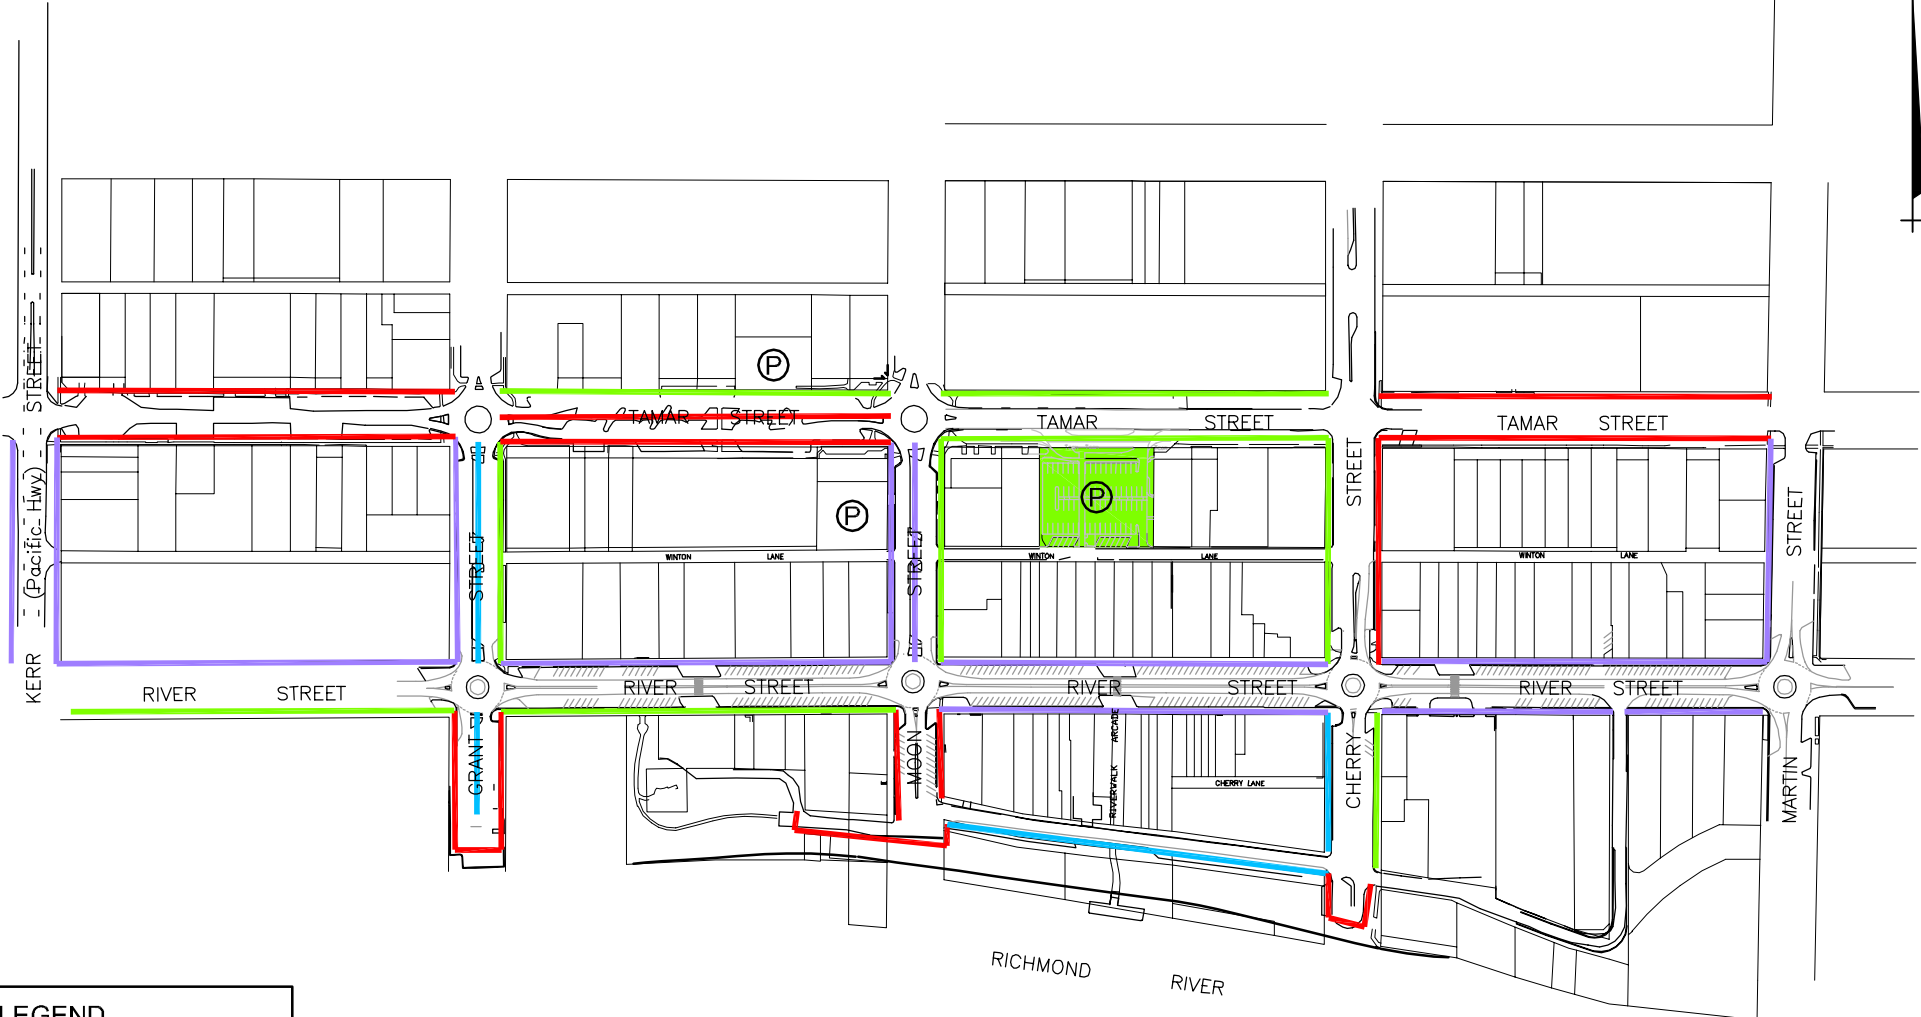 P
STREET
TAMAR STREET
TAMAR STREET
TAMAR STREET
(Pacific Hwy)
STREET
STREET
P
P
STREET
STREET
WINTON LANE
WINTON LANE
WINTON LANE
KERR
RIVER STREET
RIVER STREET
RIVER STREET
RIVER STREET
GRANT
MOON
RIVERWALK ARCADE
CHERRY LANE
CHERRY
MARTIN
RICHMOND RIVER
LEGEND